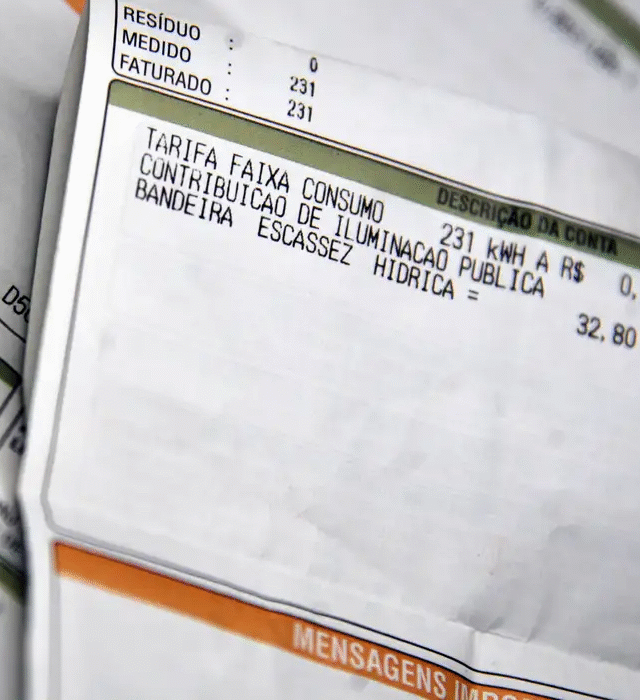 RESÍDUO : 0
MEDIDO : 231
FATURADO : 231
DESCRIÇÃO DA CONTA
TARIFA FAIXA CONSUMO 231 kWH A R$ 0,
CONTRIBUICAO DE ILUMINACAO PUBLICA
BANDEIRA ESCASSEZ HIDRICA = 32,80
MENSAGENS